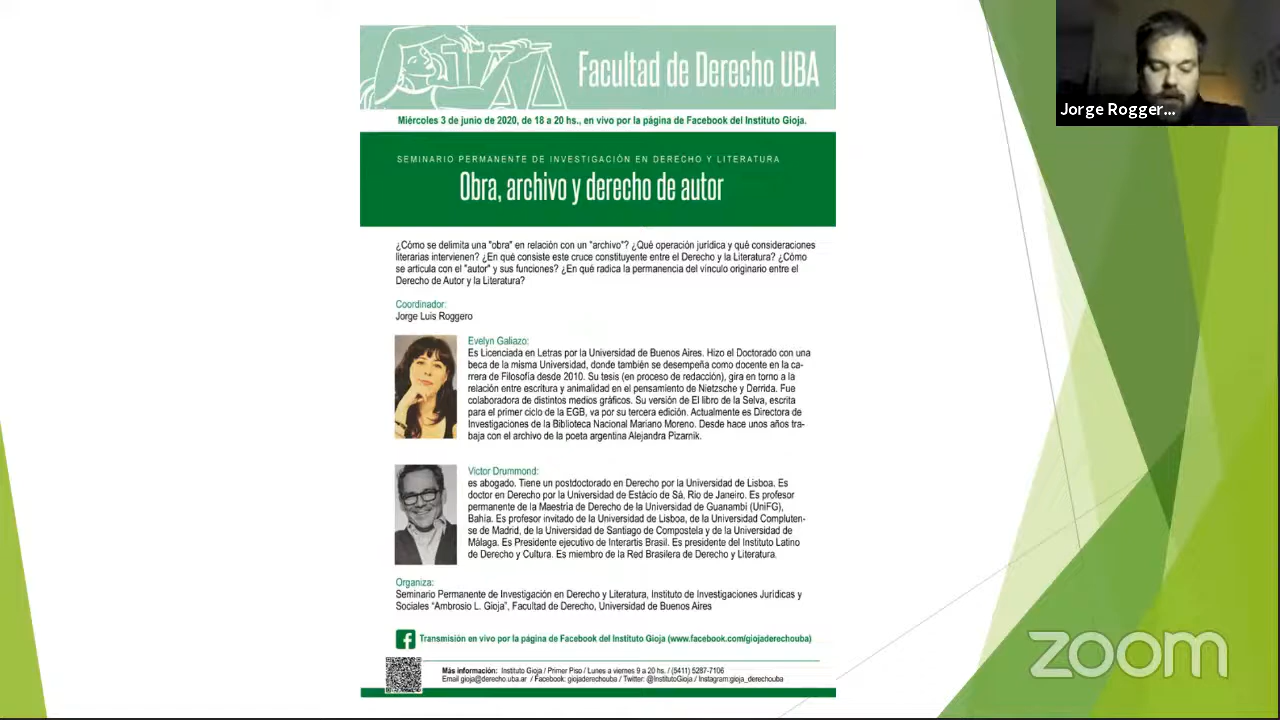 Facultad de Derecho UBA
Jorge Rogger...
Miércoles 3 de junio de 2020, de 18 a 20 hs., en vivo por la página de Facebook del Instituto Gioja.
SEMINARIO PERMANENTE DE INVESTIGACIÓN EN DERECHO Y LITERATURA
Obra, archivo y derecho de autor
¿Cómo se delimita una "obra" en relación con un "archivo"? ¿Qué operación jurídica y qué consideraciones
literarias intervienen? ¿En qué consiste este cruce constituyente entre el Derecho y la Literatura? ¿Cómo
se articula con el "autor" y sus funciones? ¿En qué radica la permanencia del vínculo originario entre el
Derecho de Autor y la Literatura?
Coordinador:
Jorge Luis Roggero
Evelyn Galiazo:
Es Licenciada en Letras por la Universidad de Buenos Aires. Hizo el Doctorado con una
beca de la misma Universidad, donde también se desempeña como docente en la ca-
rrera de Filosofía desde 2010. Su tesis (en proceso de redacción), gira en torno a la
relación entre escritura y animalidad en el pensamiento de Nietzsche y Derrida. Fue
colaboradora de distintos medios gráficos. Su versión de El libro de la Selva, escrita
para el primer ciclo de la EGB, va por su tercera edición. Actualmente es Directora de
Investigaciones de la Biblioteca Nacional Mariano Moreno. Desde hace unos años tra-
baja con el archivo de la poeta argentina Alejandra Pizarnik.
Victor Drummond:
es abogado. Tiene un postdoctorado en Derecho por la Universidad de Lisboa. Es
doctor en Derecho por la Universidad de Estácio de Sá, Río de Janeiro. Es profesor
permanente de la Maestría de Derecho de la Universidad de Guanambí (UniFG),
Bahía. Es profesor invitado de la Universidad de Lisboa, de la Universidad Compluten-
se de Madrid, de la Universidad de Santiago de Compostela y de la Universidad de
Málaga. Es Presidente ejecutivo de Interartis Brasil. Es presidente del Instituto Latino
de Derecho y Cultura. Es miembro de la Red Brasilera de Derecho y Literatura.
Organiza:
Seminario Permanente de Investigación en Derecho y Literatura, Instituto de Investigaciones Jurídicas y
Sociales "Ambrosio L. Gioja", Facultad de Derecho, Universidad de Buenos Aires
Transmisión en vivo por la página de Facebook del Instituto Gioja (www.facebook.com/giojaderechouba)
Más información: Instituto Gioja / Primer Piso / Lunes a viernes 9 a 20 hs. / (5411) 5287-7106
Email gioja@derecho.uba.ar / Facebook: giojaderechouba / Twitter: @InstitutoGioja / Instagram:gioja_derechouba
zoom